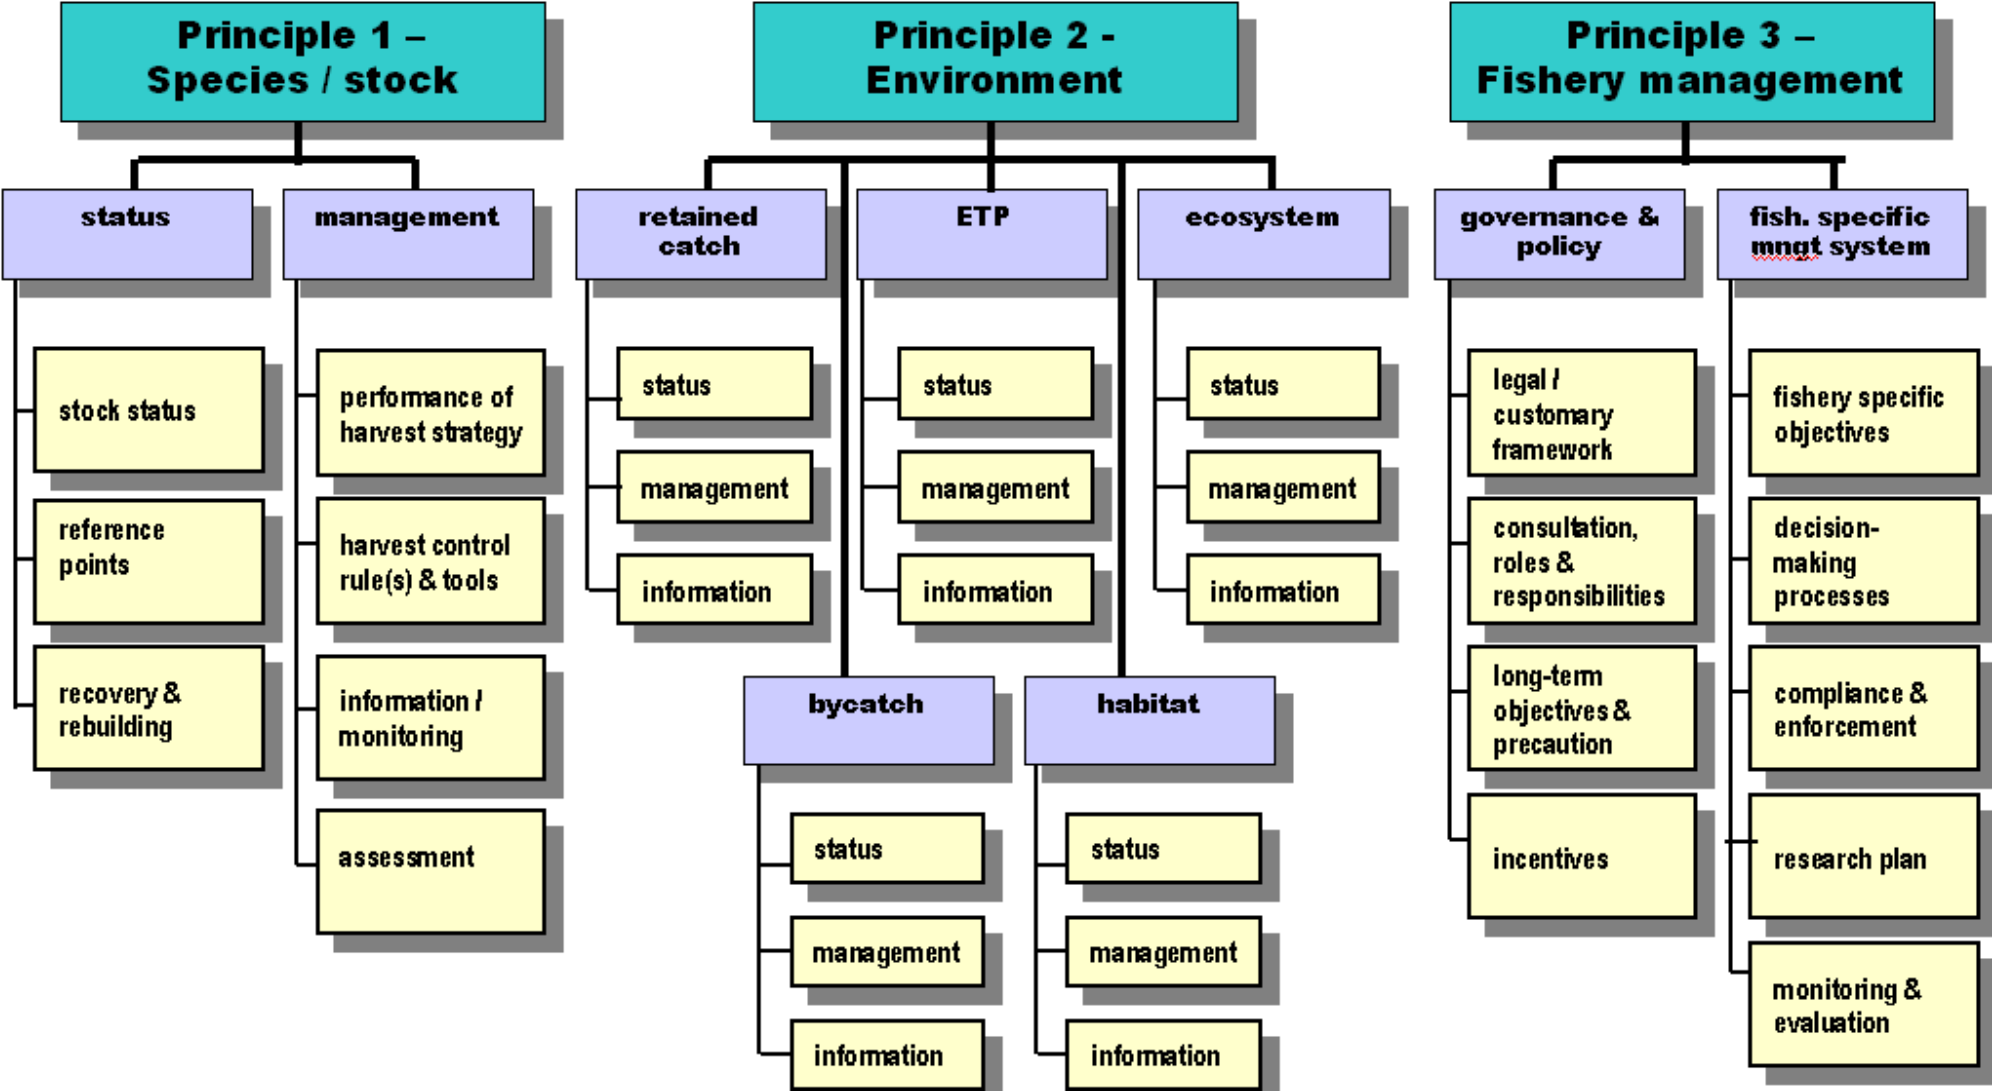 Principle 1 –
Species / stock
status
stock status
reference
points
recovery &
rebuilding
management
performance of
harvest strategy
harvest control
rule(s) & tools
information /
monitoring
assessment
Principle 2 -
Environment
retained
catch
status
management
information
bycatch
status
management
information
ETP
status
management
information
habitat
status
management
information
ecosystem
status
management
information
Principle 3 –
Fishery management
governance &
policy
legal /
customary
framework
consultation,
roles &
responsibilities
long-term
objectives &
precaution
incentives
fish. specific
mngt system
fishery specific
objectives
decision-
making
processes
compliance &
enforcement
research plan
monitoring &
evaluation